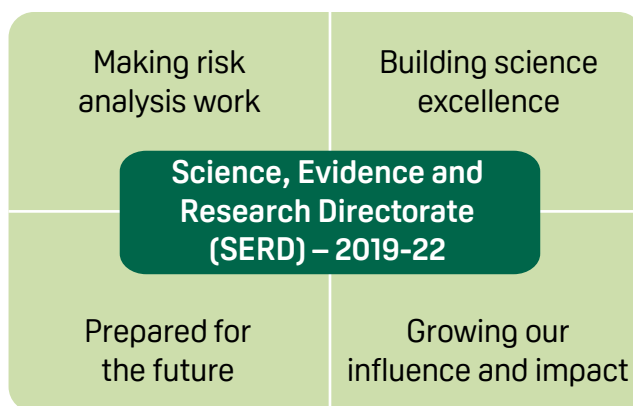 Making risk
analysis work
Building science
excellence
Science, Evidence and
Research Directorate
(SERD) – 2019-22
Prepared for
the future
Growing our
influence and impact